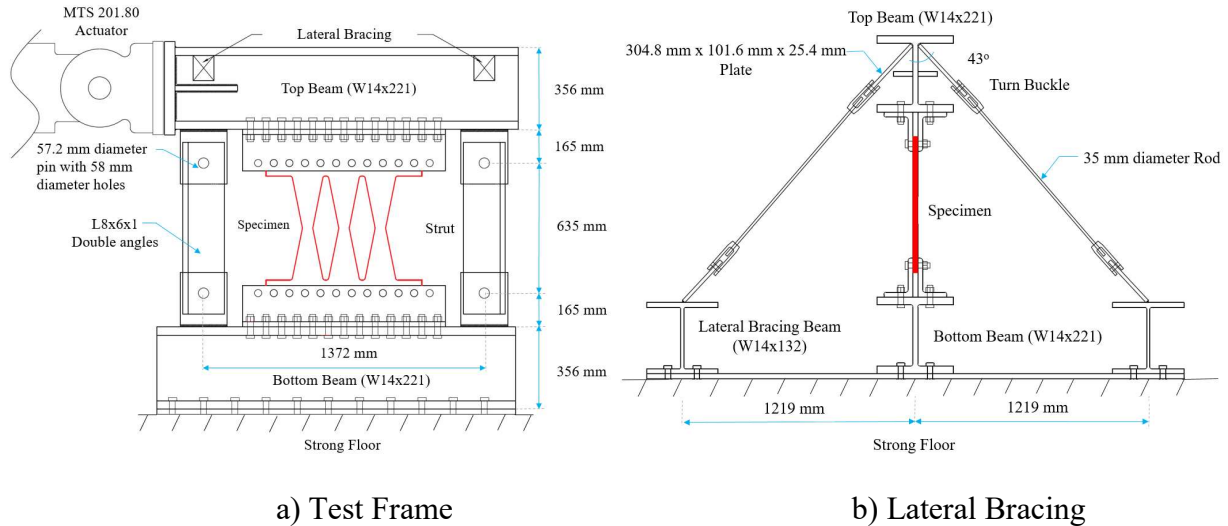 MTS 201.80
Actuator
Lateral Bracing
Top Beam (W14x221)
356 mm
57.2 mm diameter
pin with 58 mm
diameter holes
165 mm
L8x6x1
Double angles
Specimen
Strut
635 mm
165 mm
1372 mm
Bottom Beam (W14x221)
356 mm
Strong Floor
a) Test Frame
Top Beam (W14x221)
304.8 mm x 101.6 mm x 25.4 mm
Plate
43o
Turn Buckle
35 mm diameter Rod
Specimen
Lateral Bracing Beam
(W14x132)
Bottom Beam (W14x221)
1219 mm
1219 mm
Strong Floor
b) Lateral Bracing